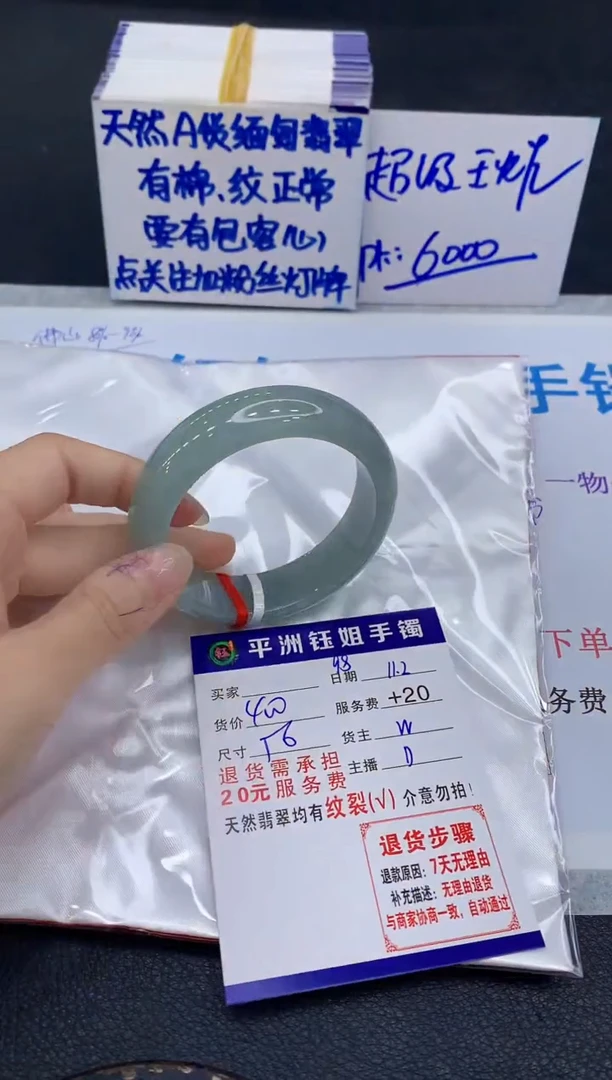 天然A货缅甸翡翠
有棉、纹正常
要有包容心
点关注加粉丝灯牌
超级王炸
6000
手镯
一物
下单
务费
平洲钰姐手镯
买家
98
日期 11.2
货价 400
服务费 +20
尺寸 56
货主 W
主播 D
退货需承担
20元服务费
天然翡翠均有纹裂(√) 介意勿拍!
退货步骤
退款原因:7天无理由
补充描述:无理由退货
与商家协商一致,自动通过